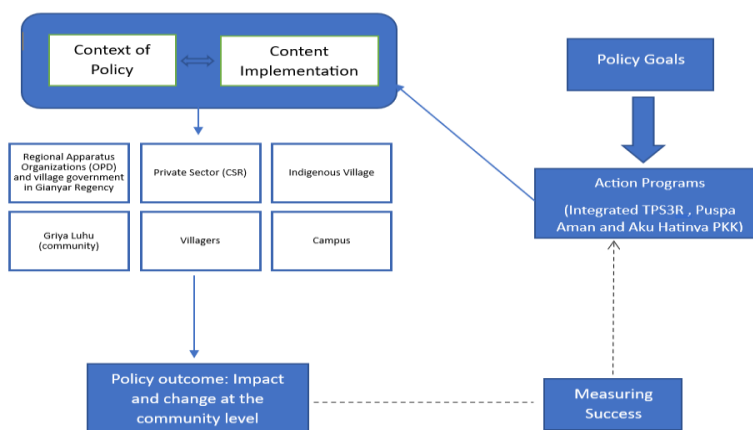 Context of
Policy
Content
Implementation
Policy Goals
Regional Apparatus
Organizations (OPD)
and village government
in Gianyar Regency
Private Sector (CSR)
Indigenous Village
Griya Luhu
(community)
Villagers
Campus
Action Programs
(Integrated TPS3R , Puspa
Aman and Aku Hatinya PKK)
Policy outcome: Impact
and change at the
community level
Measuring
Success